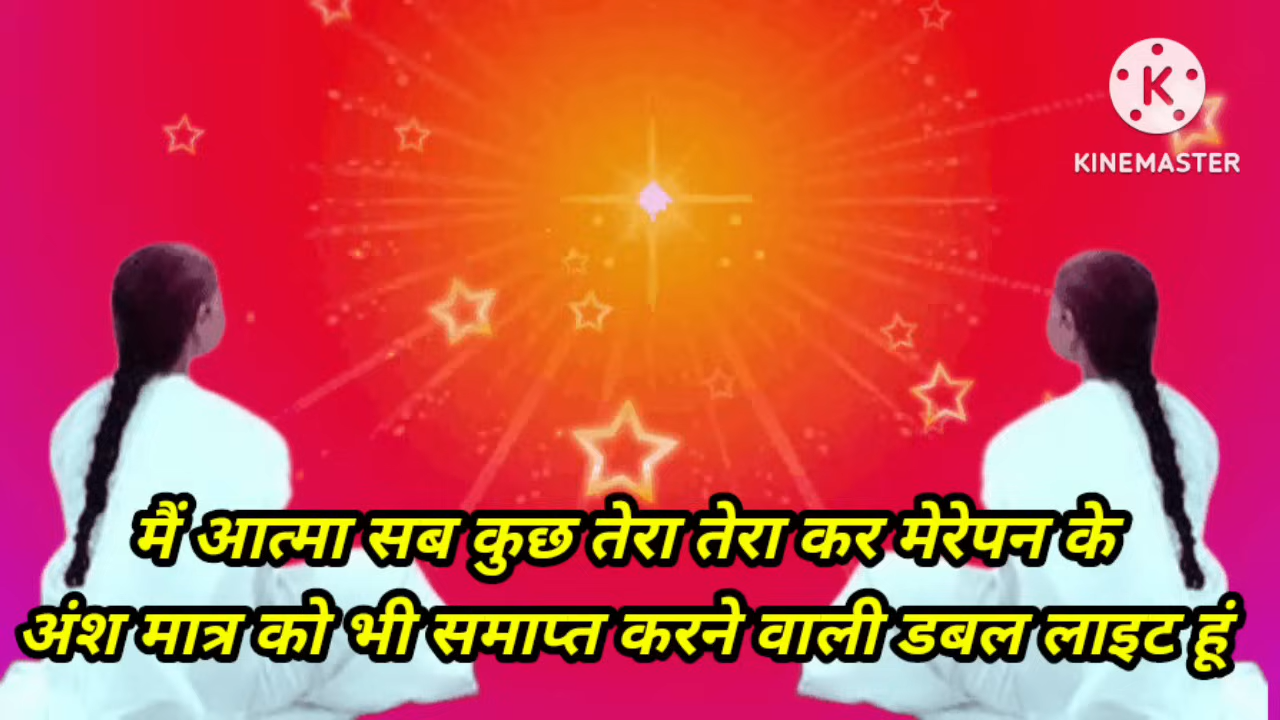 KINEMASTER
मैं आत्मा सब कुछ तेरा तेरा कर मेरेपन के
अंश मात्र को भी समाप्त करने वाली डबल लाइट हूं